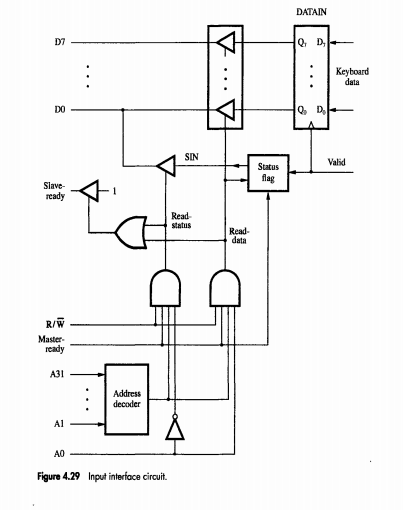 DATAIN
D7
Q7 D7
Keyboard
data
D0
Q0 D0
SIN
Status
flag
Valid
Slave-
ready
1
Read-
status
Read-
data
R/W̅
Master-
ready
A31
Address
decoder
A1
A0
Figure 4.29 Input interface circuit.